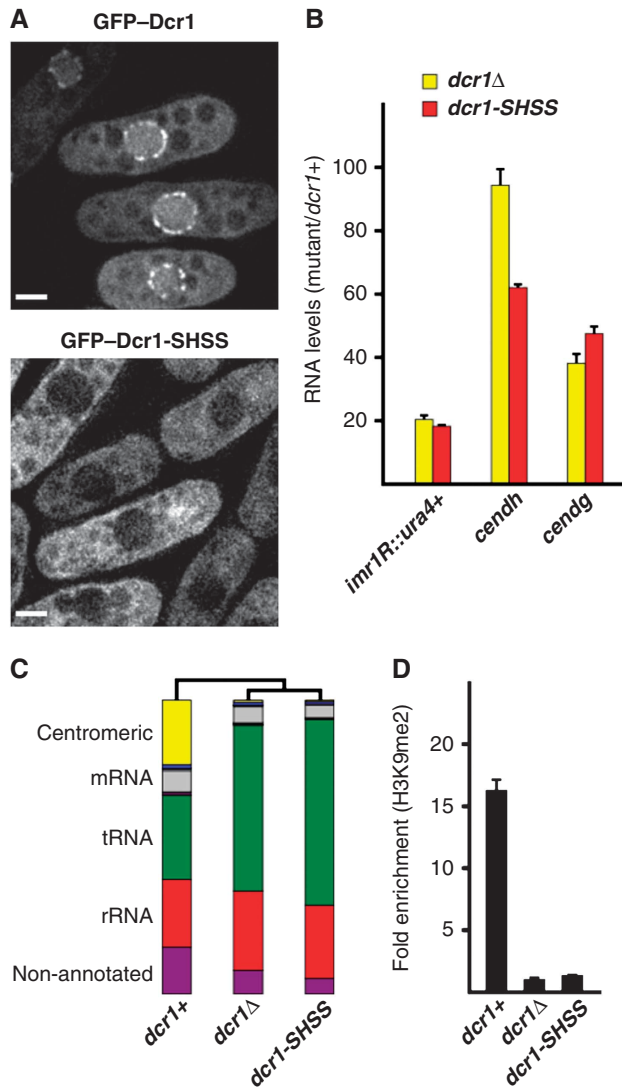 A
GFP–Dcr1
GFP–Dcr1-SHSS
B
dcr1Δ
dcr1-SHSS
RNA levels (mutant/dcr1+)
100
80
60
40
20
imr1R::ura4+
cendh
cendg
C
Centromeric
mRNA
tRNA
rRNA
Non-annotated
dcr1+
dcr1Δ
dcr1-SHSS
D
Fold enrichment (H3K9me2)
20
15
10
5
dcr1+
dcr1Δ
dcr1-SHSS